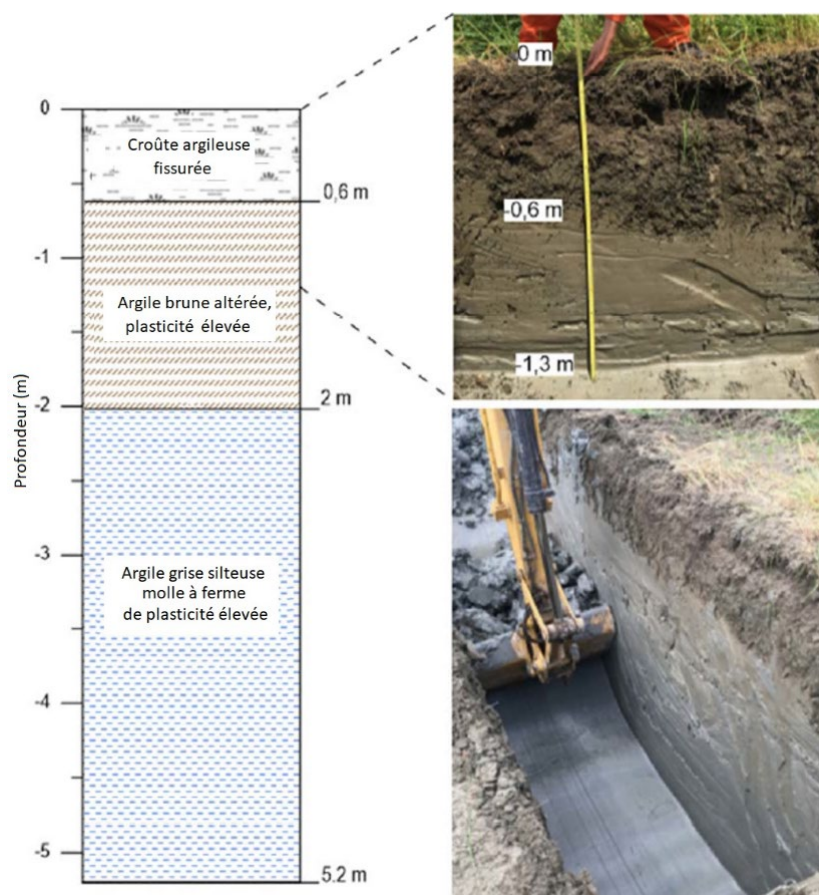 0
Croûte argileuse
fissurée
0,6 m
-1
Argile brune altérée,
plasticité élevée
-2
2 m
Profondeur (m)
-3
Argile grise silteuse
molle à ferme
de plasticité élevée
-4
-5
5.2 m
0 m
-0,6 m
-1,3 m